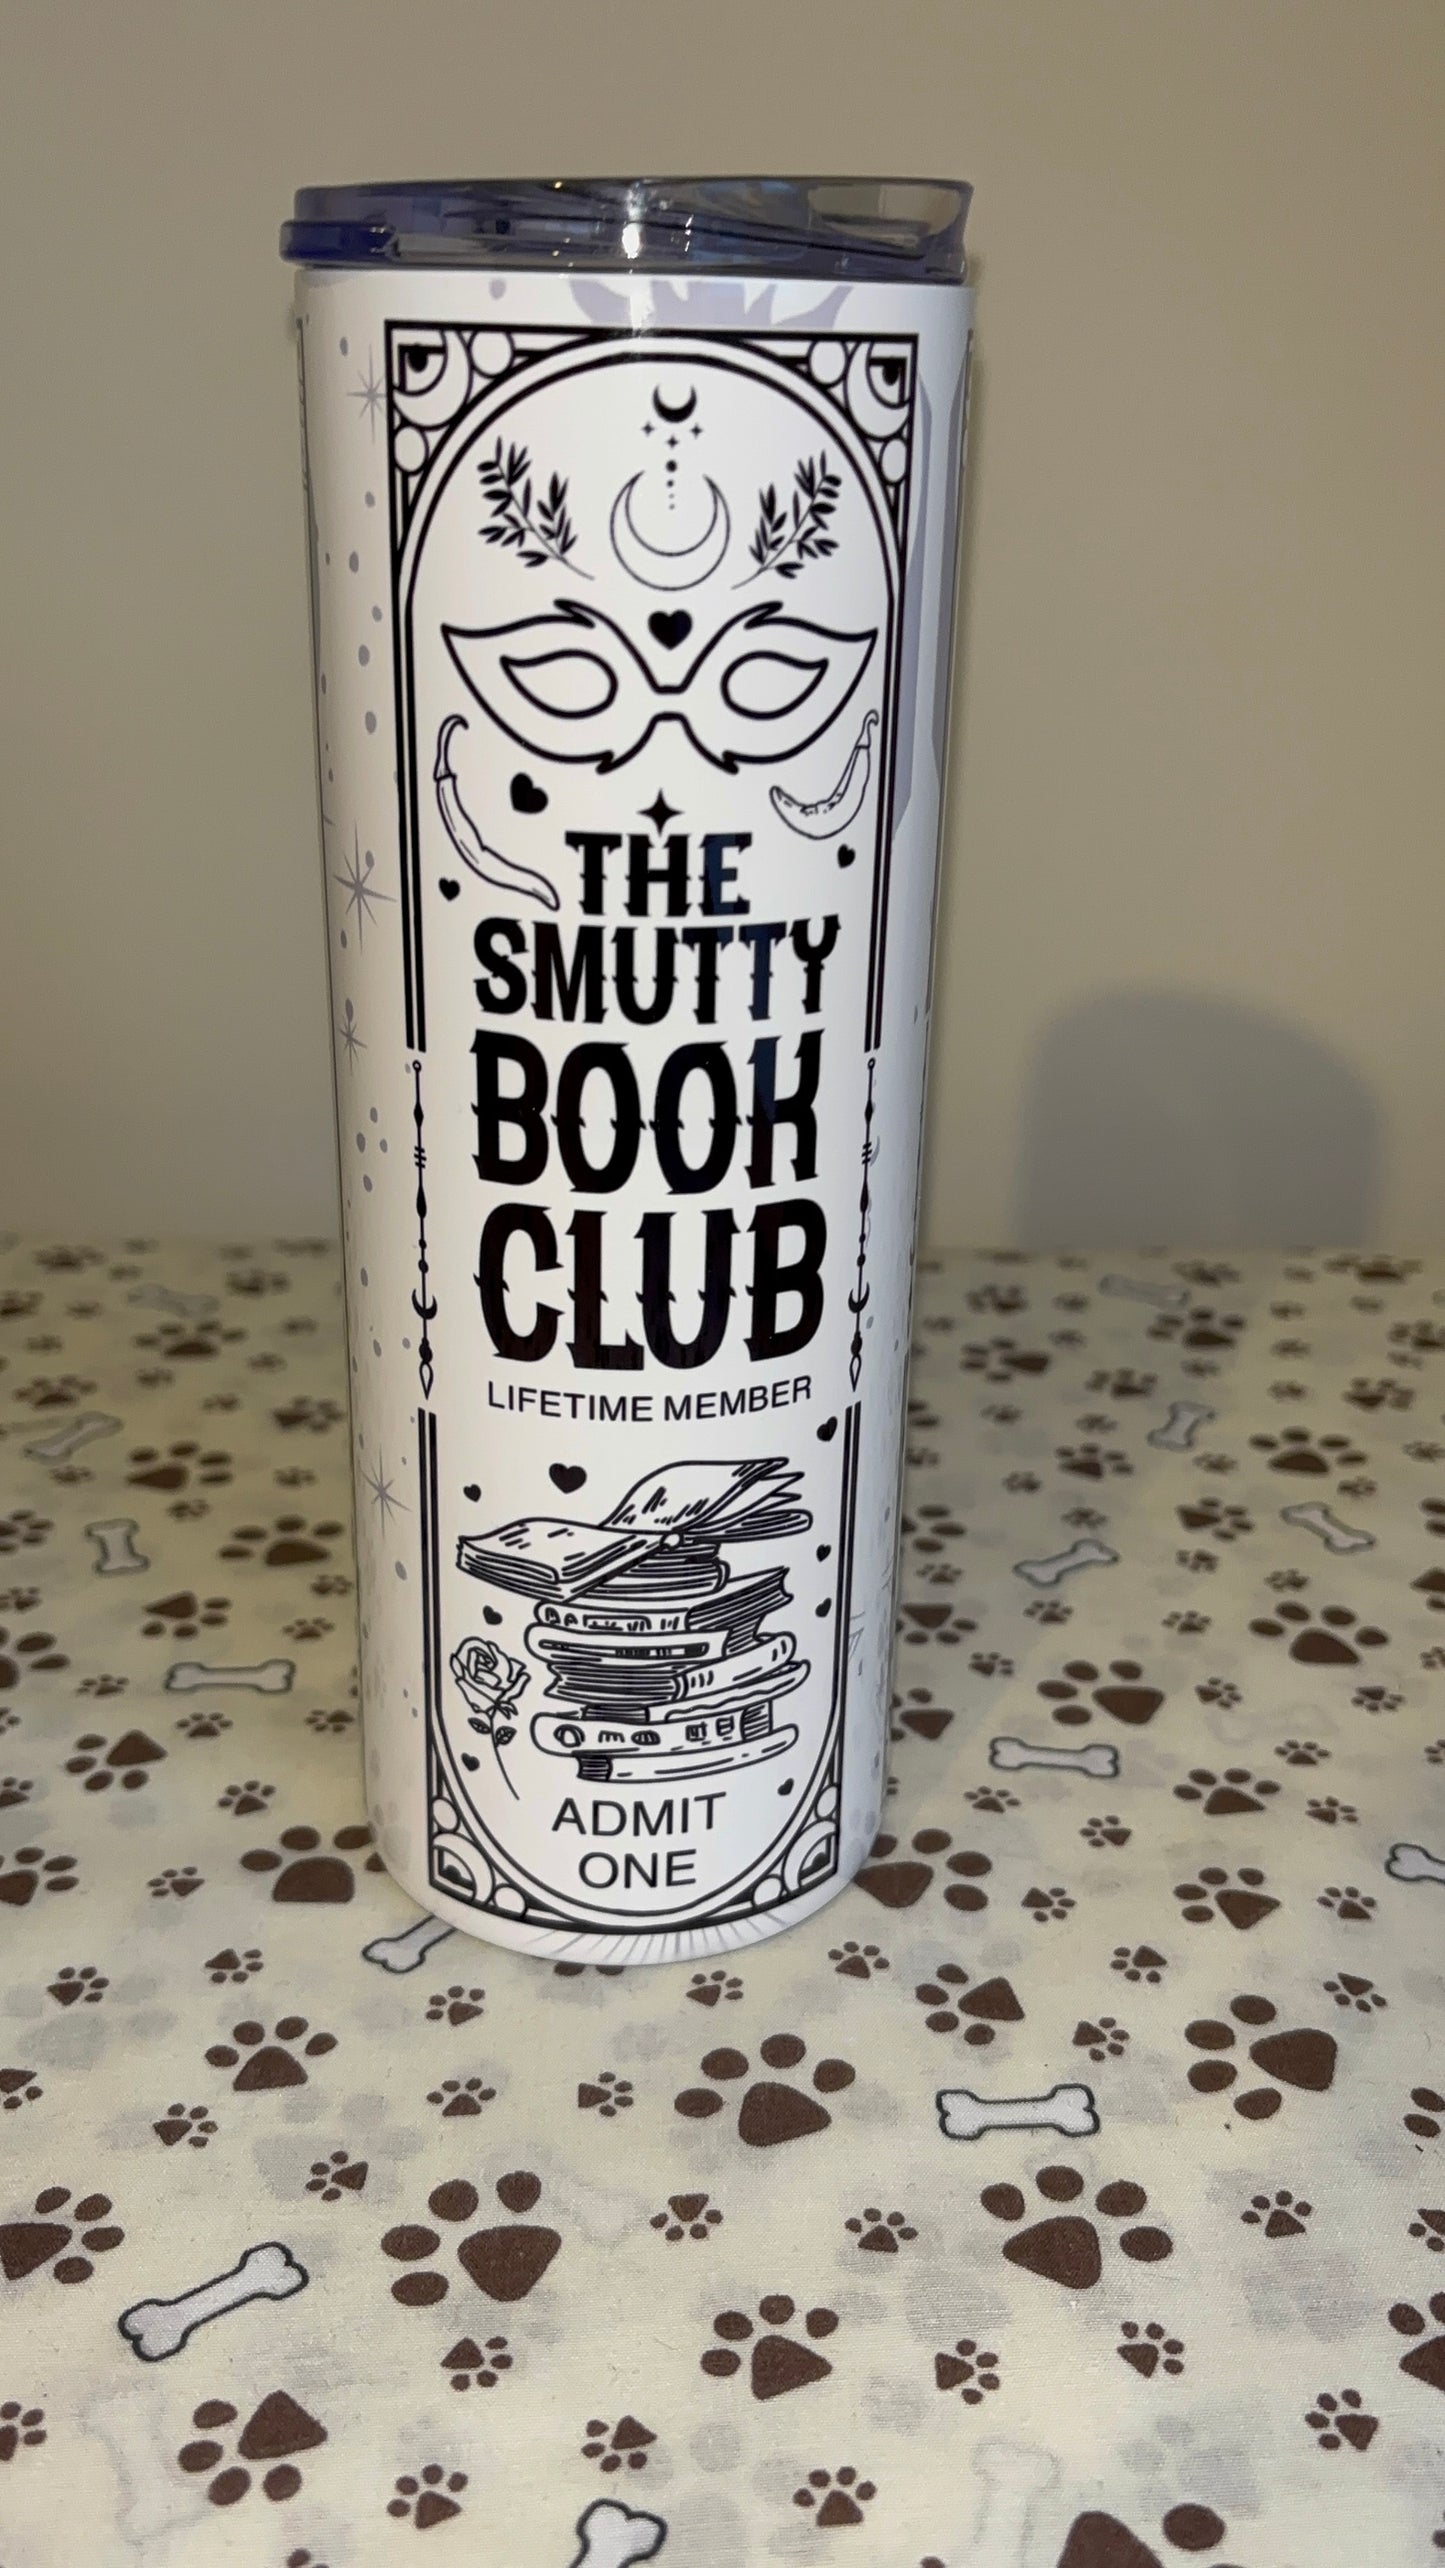 THE
SMUTTY
BOOK
CLUB
LIFETIME MEMBER
ADMIT
ONE